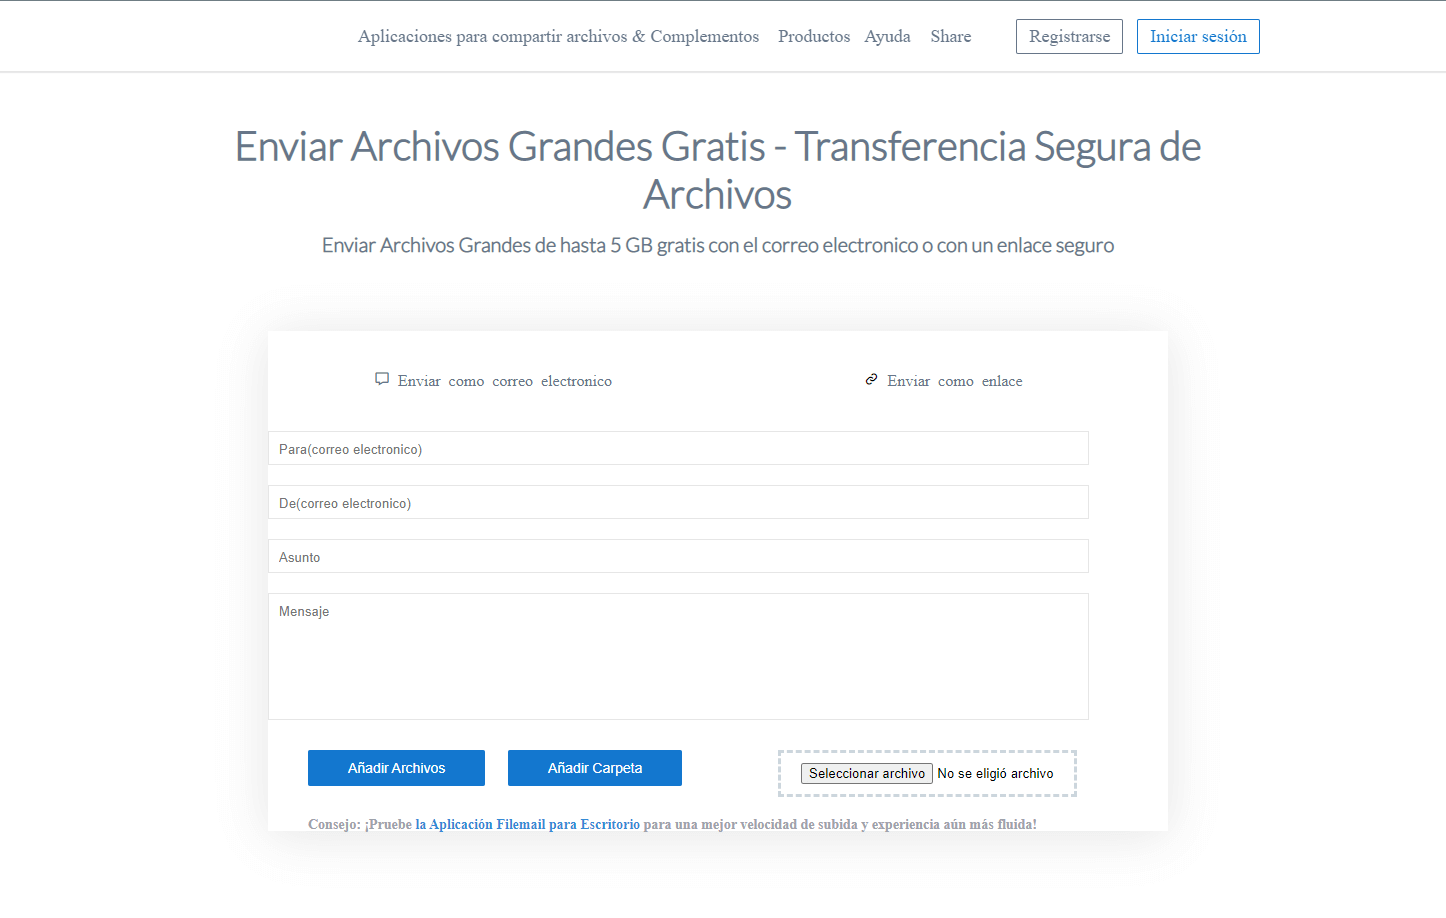 Aplicaciones para compartir archivos & Complementos Productos Ayuda Share Registrarse Iniciar sesión
Enviar Archivos Grandes Gratis - Transferencia Segura de
Archivos
Enviar Archivos Grandes de hasta 5 GB gratis con el correo electronico o con un enlace seguro
Enviar como correo electronico Enviar como enlace
Para(correo electronico)
De(correo electronico)
Asunto
Mensaje
Añadir Archivos Añadir Carpeta Seleccionar archivo No se eligió archivo
Consejo: ¡Pruebe la Aplicación Filemail para Escritorio para una mejor velocidad de subida y experiencia aún más fluida!